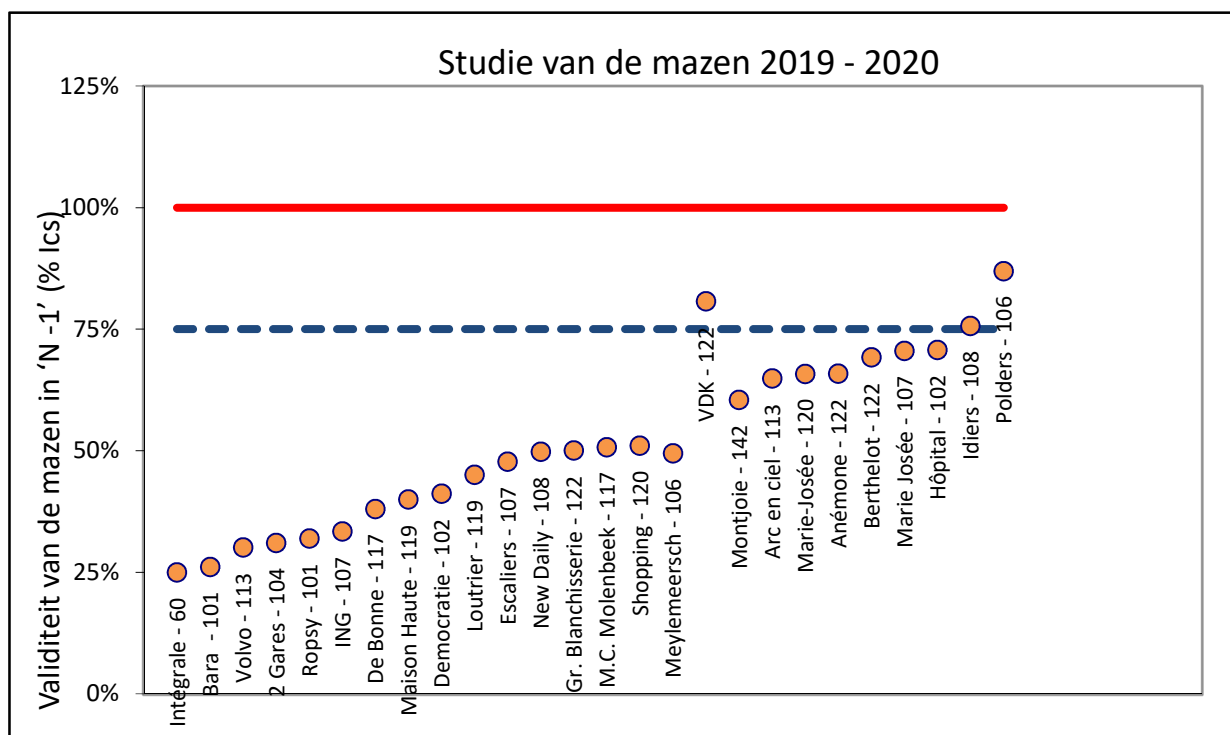 Studie van de mazen 2019 - 2020
Validiteit van de mazen in ‘N -1’ (% Ics)
125%
100%
75%
50%
25%
0%
Intégrale - 60
Bara - 101
Volvo - 113
2 Gares - 104
Ropsy - 101
ING - 107
De Bonne - 117
Maison Haute - 119
Democratie - 102
Loutrier - 119
Escaliers - 107
New Daily - 108
Gr. Blanchisserie - 122
M.C. Molenbeek - 117
Shopping - 120
Meylemeersch - 106
VDK - 122
Montjoie - 142
Arc en ciel - 113
Marie-Josée - 120
Anémone - 122
Berthelot - 122
Marie Josée - 107
Hôpital - 102
Idiers - 108
Polders - 106